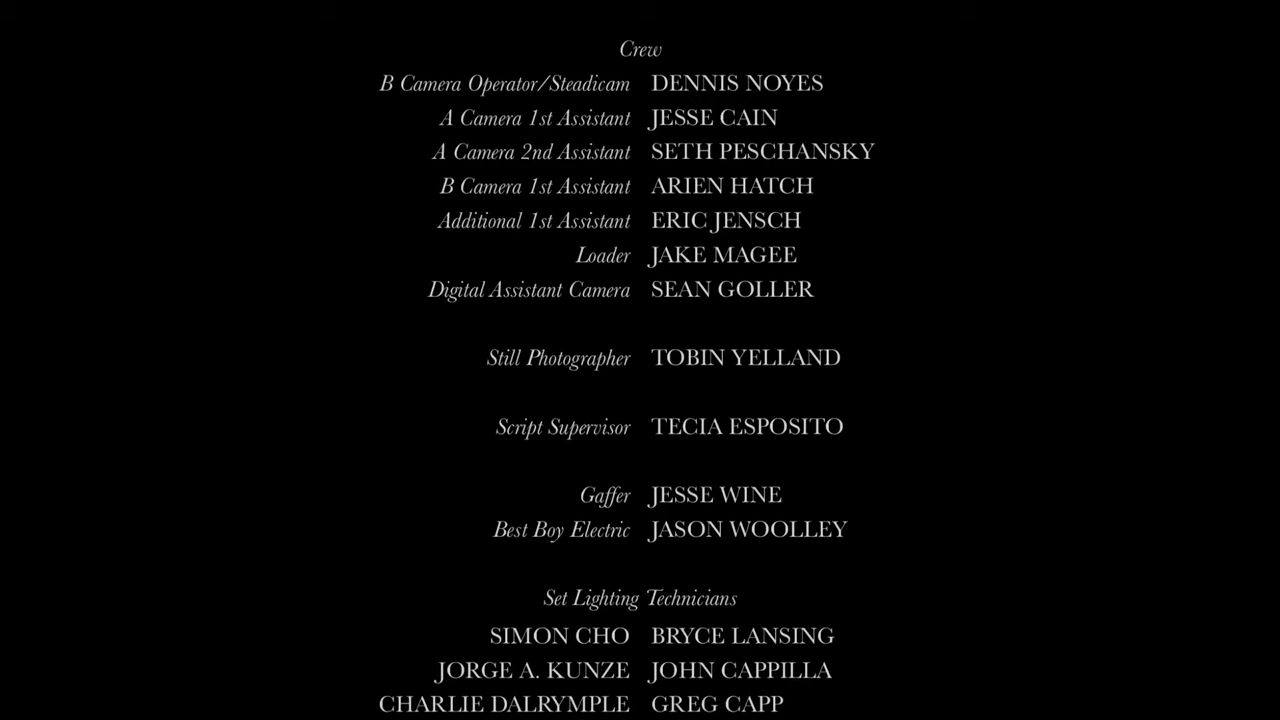 Crew
B Camera Operator/Steadicam DENNIS NOYES
A Camera 1st Assistant JESSE CAIN
A Camera 2nd Assistant SETH PESCHANSKY
B Camera 1st Assistant ARIEN HATCH
Additional 1st Assistant ERIC JENSCH
Loader JAKE MAGEE
Digital Assistant Camera SEAN GOLLER
Still Photographer TOBIN YELLAND
Script Supervisor TECIA ESPOSITO
Gaffer JESSE WINE
Best Boy Electric JASON WOOLLEY
Set Lighting Technicians
SIMON CHO BRYCE LANSING
JORGE A. KUNZE JOHN CAPPILLA
CHARLIE DALRYMPLE GREG CAPP